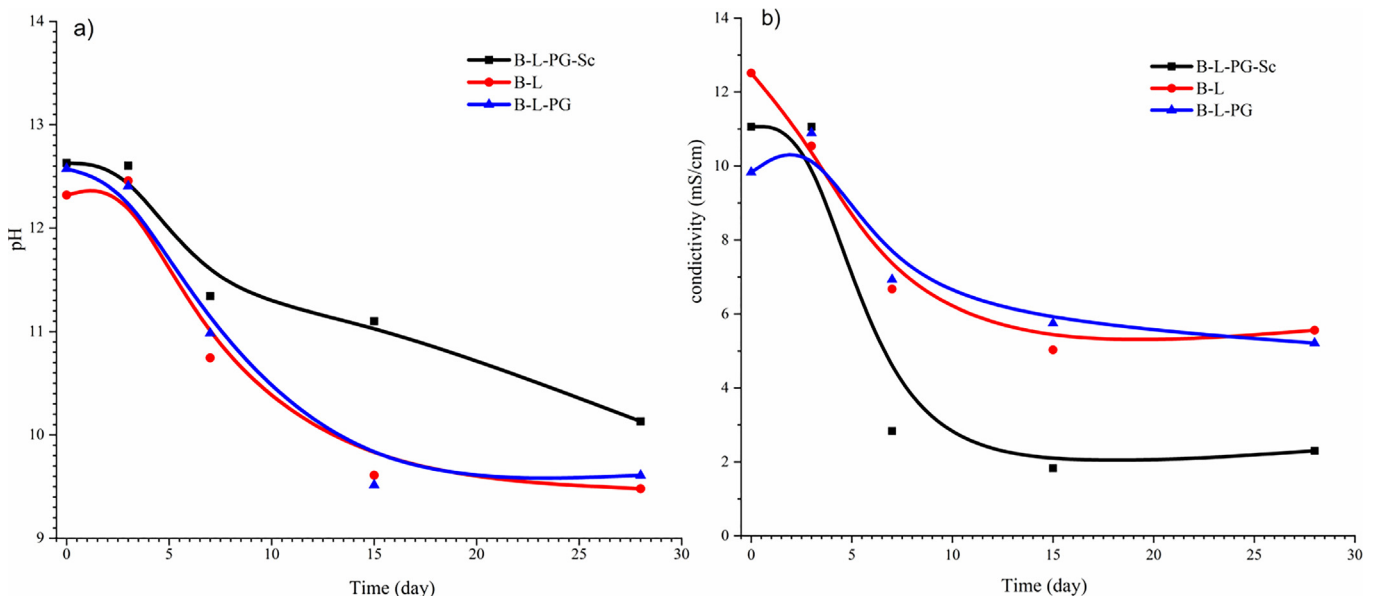 a)
14
13
12
11
10
9
pH
B-L-PG-Sc
B-L
B-L-PG
0 5 10 15 20 25 30
Time (day)
b)
14
12
10
8
6
4
2
0
condictivity (mS/cm)
B-L-PG-Sc
B-L
B-L-PG
0 5 10 15 20 25 30
Time (day)